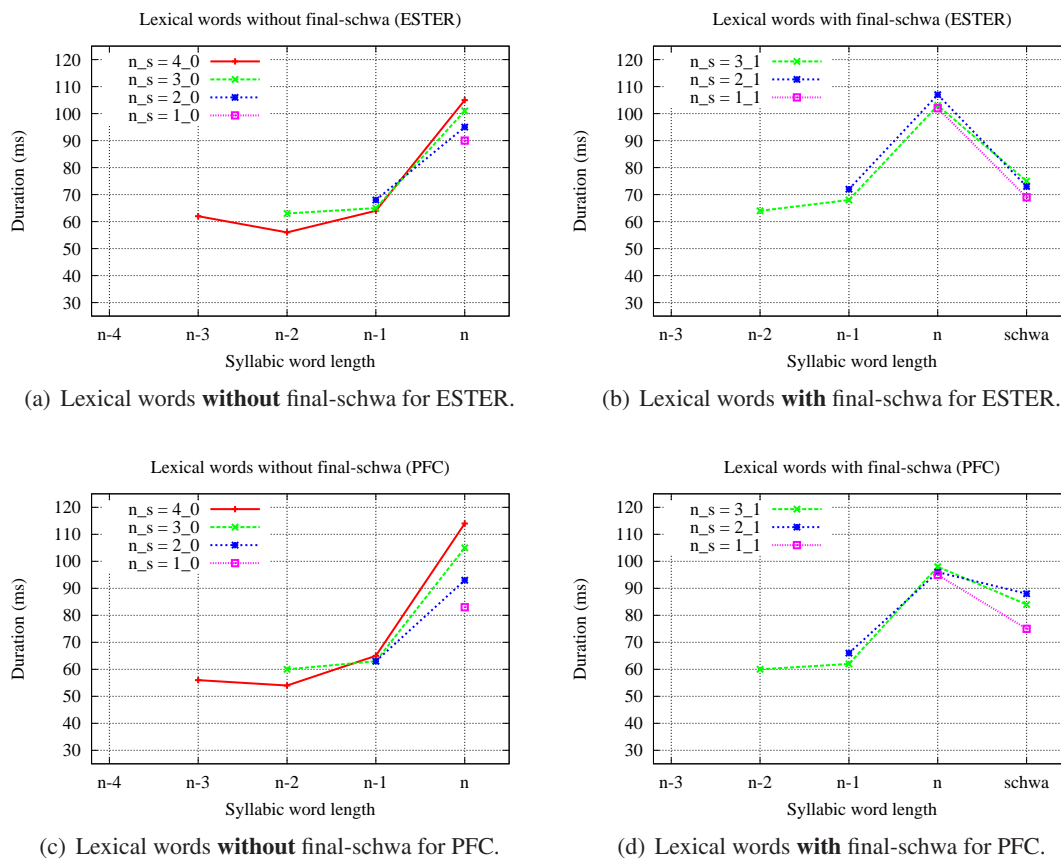 Lexical words without final-schwa (ESTER)
120
110
100
90
80
70
60
50
40
30
Duration (ms)
n_s = 4_0
n_s = 3_0
n_s = 2_0
n_s = 1_0
n-4 n-3 n-2 n-1 n
Syllabic word length
(a) Lexical words without final-schwa for ESTER.
Lexical words with final-schwa (ESTER)
120
110
100
90
80
70
60
50
40
30
Duration (ms)
n_s = 3_1
n_s = 2_1
n_s = 1_1
n-3 n-2 n-1 n schwa
Syllabic word length
(b) Lexical words with final-schwa for ESTER.
Lexical words without final-schwa (PFC)
120
110
100
90
80
70
60
50
40
30
Duration (ms)
n_s = 4_0
n_s = 3_0
n_s = 2_0
n_s = 1_0
n-4 n-3 n-2 n-1 n
Syllabic word length
(c) Lexical words without final-schwa for PFC.
Lexical words with final-schwa (PFC)
120
110
100
90
80
70
60
50
40
30
Duration (ms)
n_s = 3_1
n_s = 2_1
n_s = 1_1
n-3 n-2 n-1 n schwa
Syllabic word length
(d) Lexical words with final-schwa for PFC.